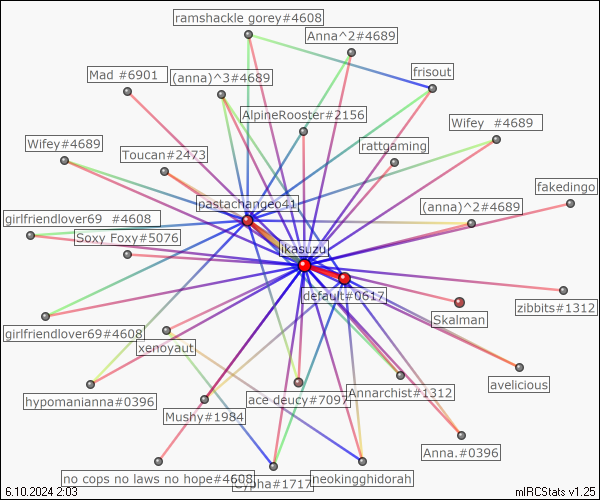 ramshackle gorey#4608
Anna^2#4689
Mad #6901
(anna)^3#4689
frisout
AlpineRooster#2156
Wifey #4689
Wifey#4689
Toucan#2473
rattgaming
fakedingo
pastachangeo41
(anna)^2#4689
girlfriendlover69 #4608
Soxy Foxy#5076
ikasuzu
default#0617
zibbits#1312
Skalman
girlfriendlover69#4608
xenoyaut
avelicious
hypomanianna#0396
ace deucy#7097
Annarchist#1312
Mushy#1984
Anna.#0396
no cops no laws no hope#4608
Cypha#1717
neokingghidorah
6.10.2024 2:03
mIRCStats v1.25